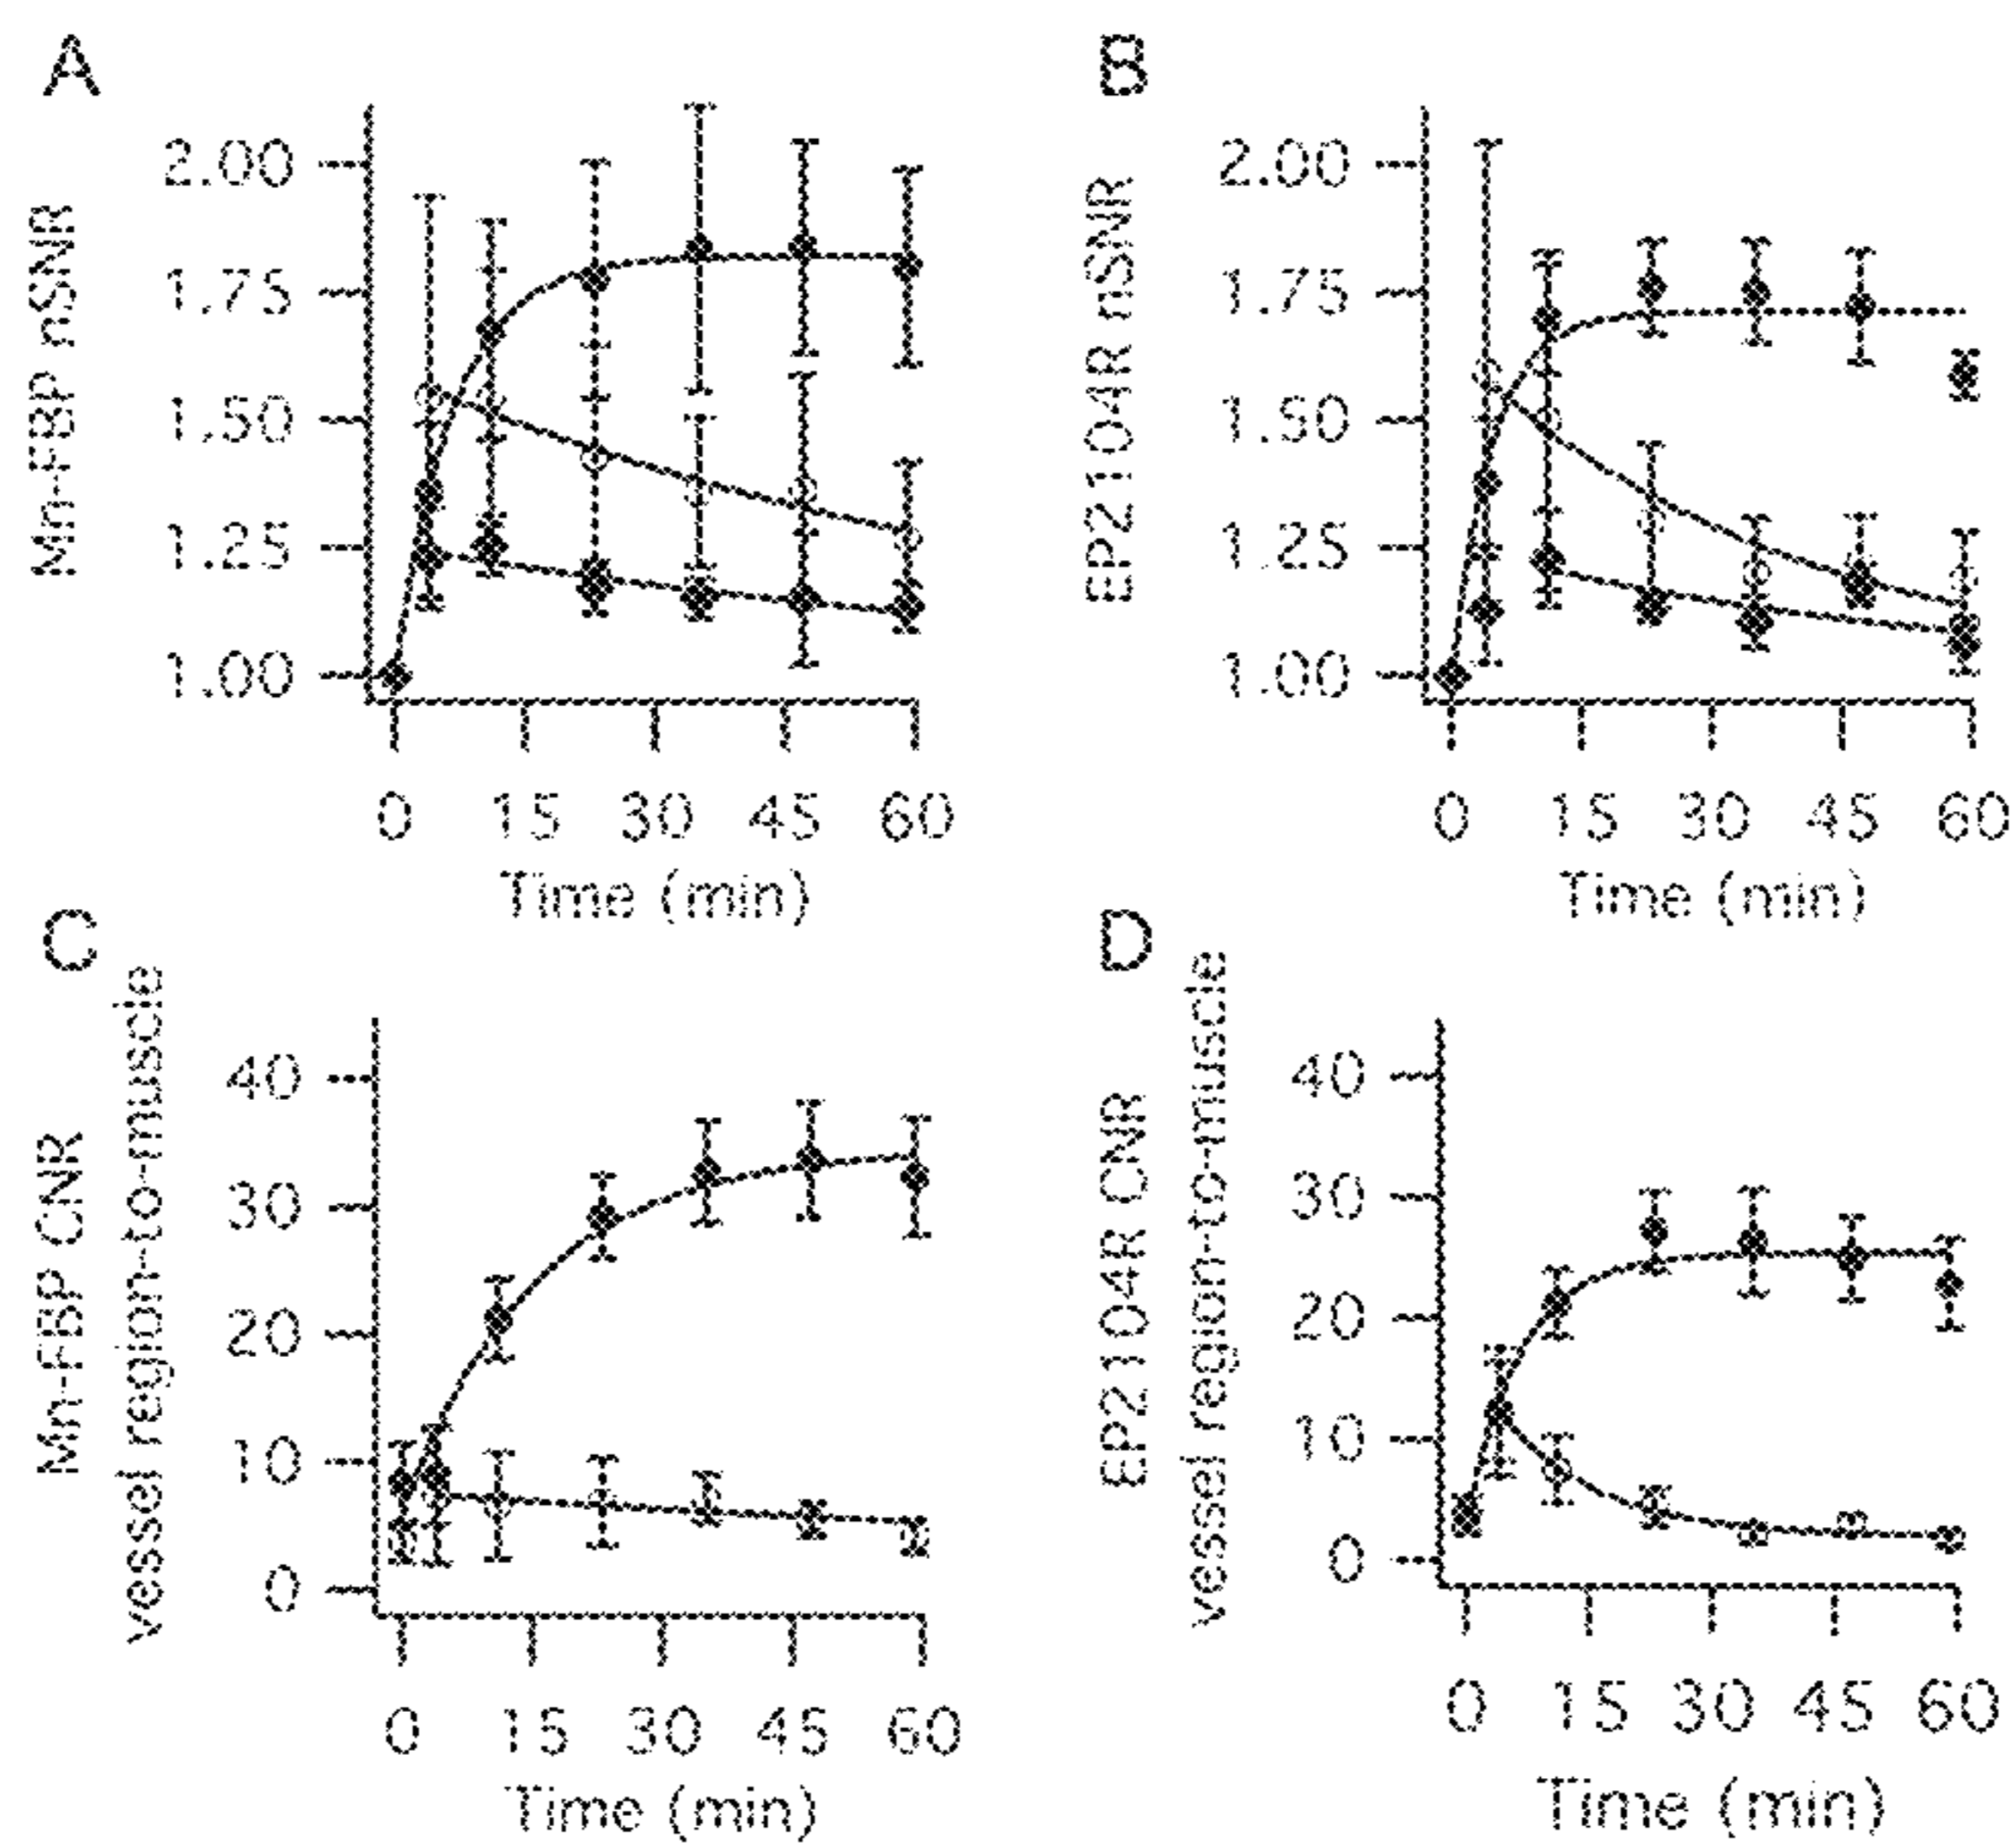 A
Mn-FBP nSNR
2.00
1.75
1.50
1.25
1.00
0 15 30 45 60
Time (min)
B
EP2104R nSNR
2.00
1.75
1.50
1.25
1.00
0 15 30 45 60
Time (min)
C
Mn-FBP CNR
vessel region-to-muscle
40
30
20
10
0
0 15 30 45 60
Time (min)
D
EP2104R CNR
vessel region-to-muscle
40
30
20
10
0
0 15 30 45 60
Time (min)